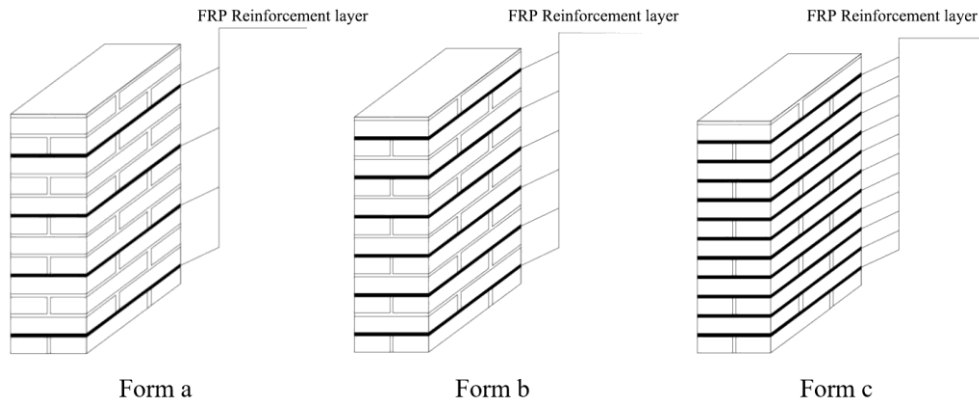 FRP Reinforcement layer
FRP Reinforcement layer
FRP Reinforcement layer
Form a
Form b
Form c